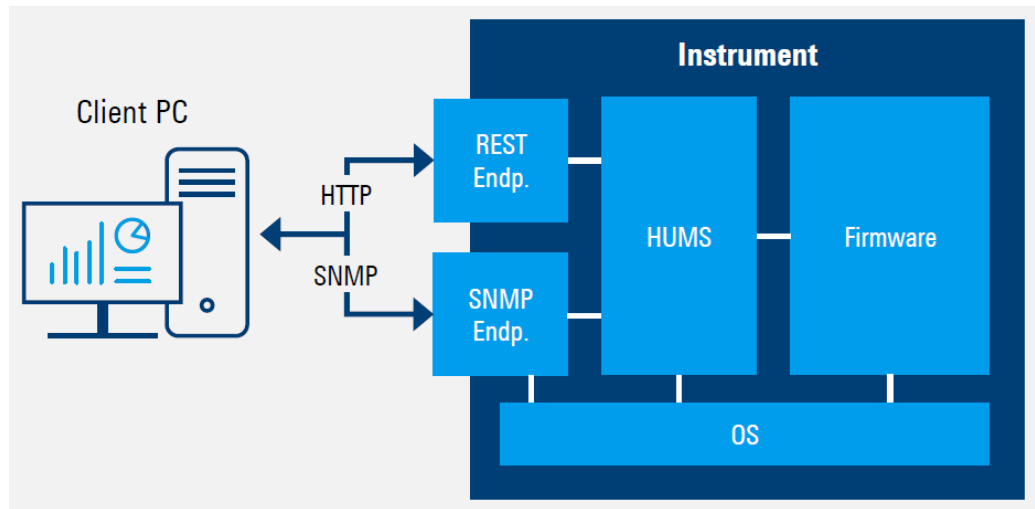 Instrument
Client PC
REST
Endp.
HTTP
SNMP
SNMP
Endp.
HUMS
Firmware
OS